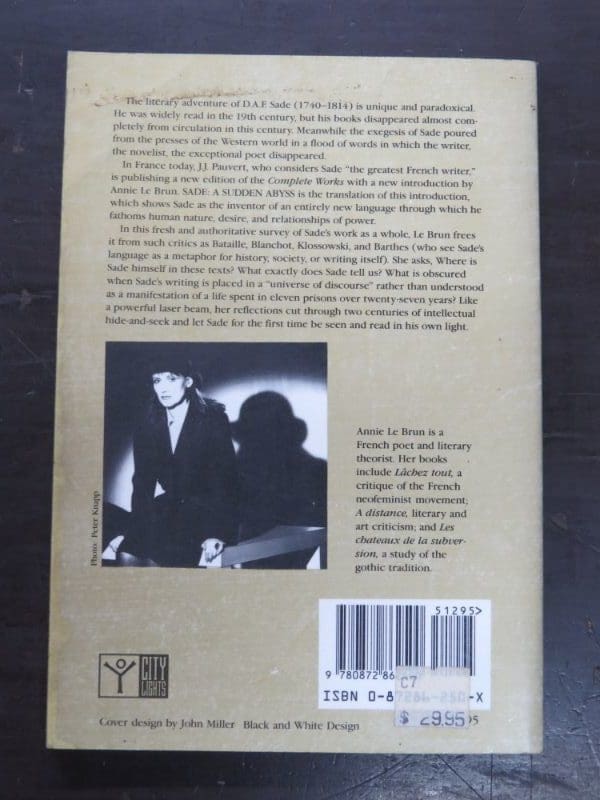 The literary adventure of D.A.F. Sade (1740–1814) is unique and paradoxical.
He was widely read in the 19th century, but his books disappeared almost com-
pletely from circulation in this century. Meanwhile the exegesis of Sade poured
from the presses of the Western world in a flood of words in which the writer,
the novelist, the exceptional poet disappeared.
In France today, J.J. Pauvert, who considers Sade “the greatest French writer,”
is publishing a new edition of the Complete Works with a new introduction by
Annie Le Brun. SADE: A SUDDEN ABYSS is the translation of this introduction,
which shows Sade as the inventor of an entirely new language through which he
fathoms human nature, desire, and relationships of power.
In this fresh and authoritative survey of Sade's work as a whole, Le Brun frees
it from such critics as Bataille, Blanchot, Klossowski, and Barthes (who see Sade's
language as a metaphor for history, society, or writing itself). She asks, Where is
Sade himself in these texts? What exactly does Sade tell us? What is obscured
when Sade's writing is placed in a “universe of discourse” rather than understood
as a manifestation of a life spent in eleven prisons over twenty-seven years? Like
a powerful laser beam, her reflections cut through two centuries of intellectual
hide-and-seek and let Sade for the first time be seen and read in his own light.
Photo: Peter Knapp
Annie Le Brun is a
French poet and literary
theorist. Her books
include Lâchez tout, a
critique of the French
neofeminist movement;
A distance, literary and
art criticism; and Les
chateaux de la subver-
sion, a study of the
gothic tradition.
51295>
9 780872 86
ISBN 0-87286-250-X
C7
$ 29.95
95
CITY
LIGHTS
Cover design by John Miller Black and White Design